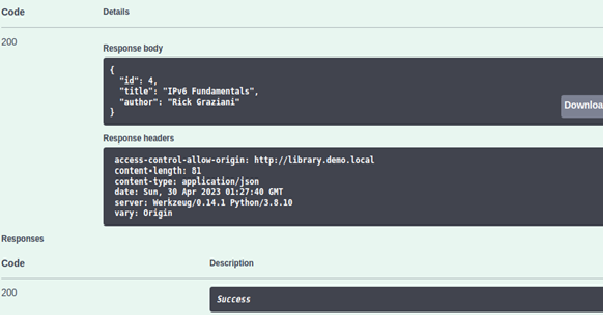 Code Details
200
Response body
{
"id": 4,
"title": "IPv6 Fundamentals",
"author": "Rick Graziani"
}
Downloa
Response headers
access-control-allow-origin: http://library.demo.local
content-length: 81
content-type: application/json
date: Sun, 30 Apr 2023 01:27:40 GMT
server: Werkzeug/0.14.1 Python/3.8.10
vary: Origin
Responses
Code Description
200
Success